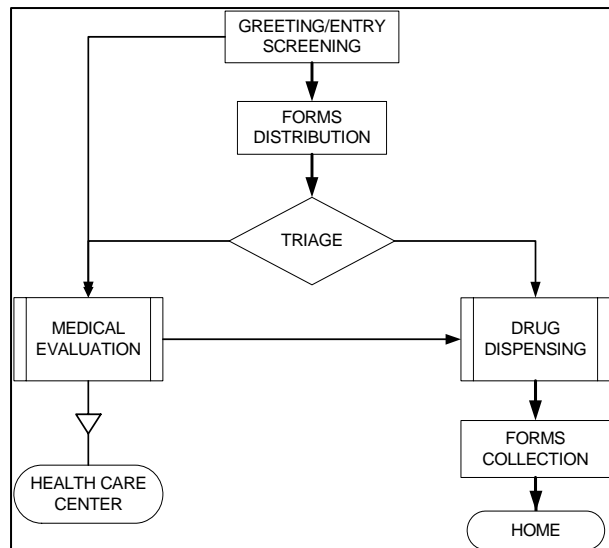 GREETING/ENTRY
SCREENING
FORMS
DISTRIBUTION
TRIAGE
MEDICAL
EVALUATION
DRUG
DISPENSING
FORMS
COLLECTION
HEALTH CARE
CENTER
HOME